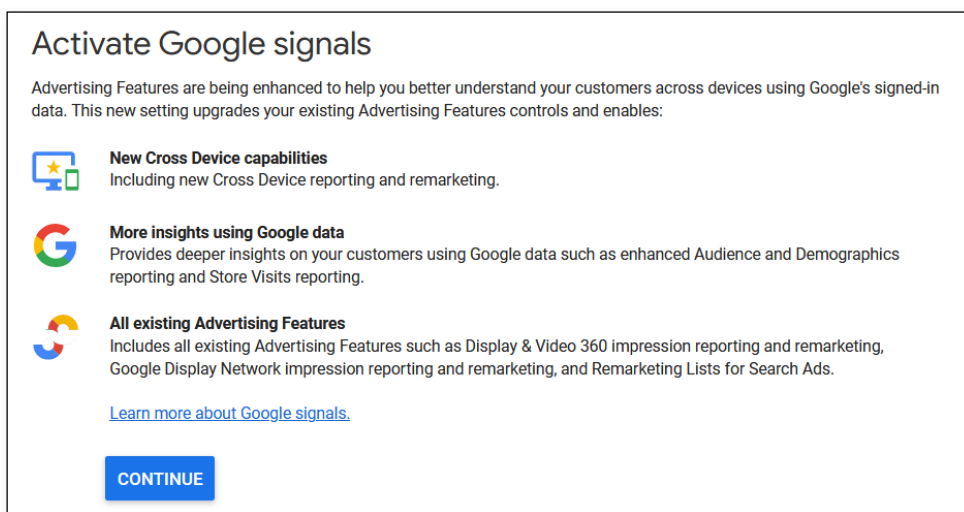 Activate Google signals
Advertising Features are being enhanced to help you better understand your customers across devices using Google's signed-in
data. This new setting upgrades your existing Advertising Features controls and enables:
New Cross Device capabilities
Including new Cross Device reporting and remarketing.
More insights using Google data
Provides deeper insights on your customers using Google data such as enhanced Audience and Demographics
reporting and Store Visits reporting.
All existing Advertising Features
Includes all existing Advertising Features such as Display & Video 360 impression reporting and remarketing,
Google Display Network impression reporting and remarketing, and Remarketing Lists for Search Ads.
Learn more about Google signals.
CONTINUE